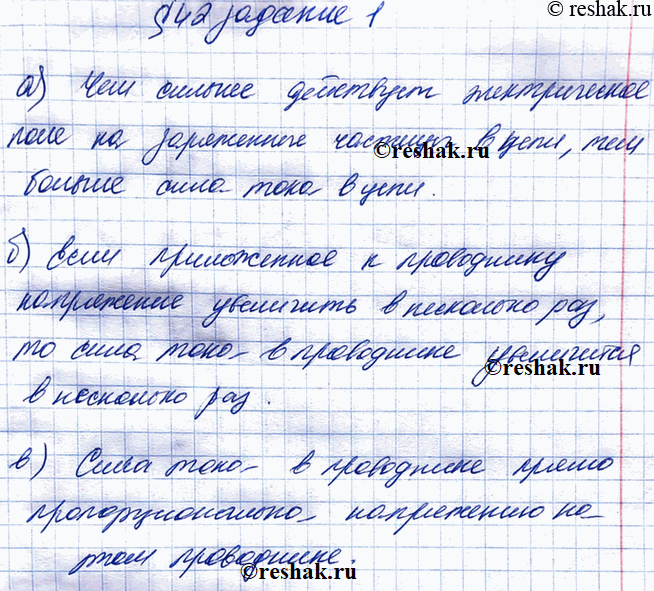 © reshak.ru
§42 задание 1
а) Чем сильнее действует электрическое
поле на заряженные частицы в цепи, тем
© reshak.ru
больше сила тока в цепи.
б) Если приложенное к проводнику
напряжение увеличить в несколько раз,
то сила тока в проводнике увеличится
© reshak.ru
в несколько раз.
в) Сила тока в проводнике прямо
пропорциональна напряжению на
этом проводнике.
© reshak.ru